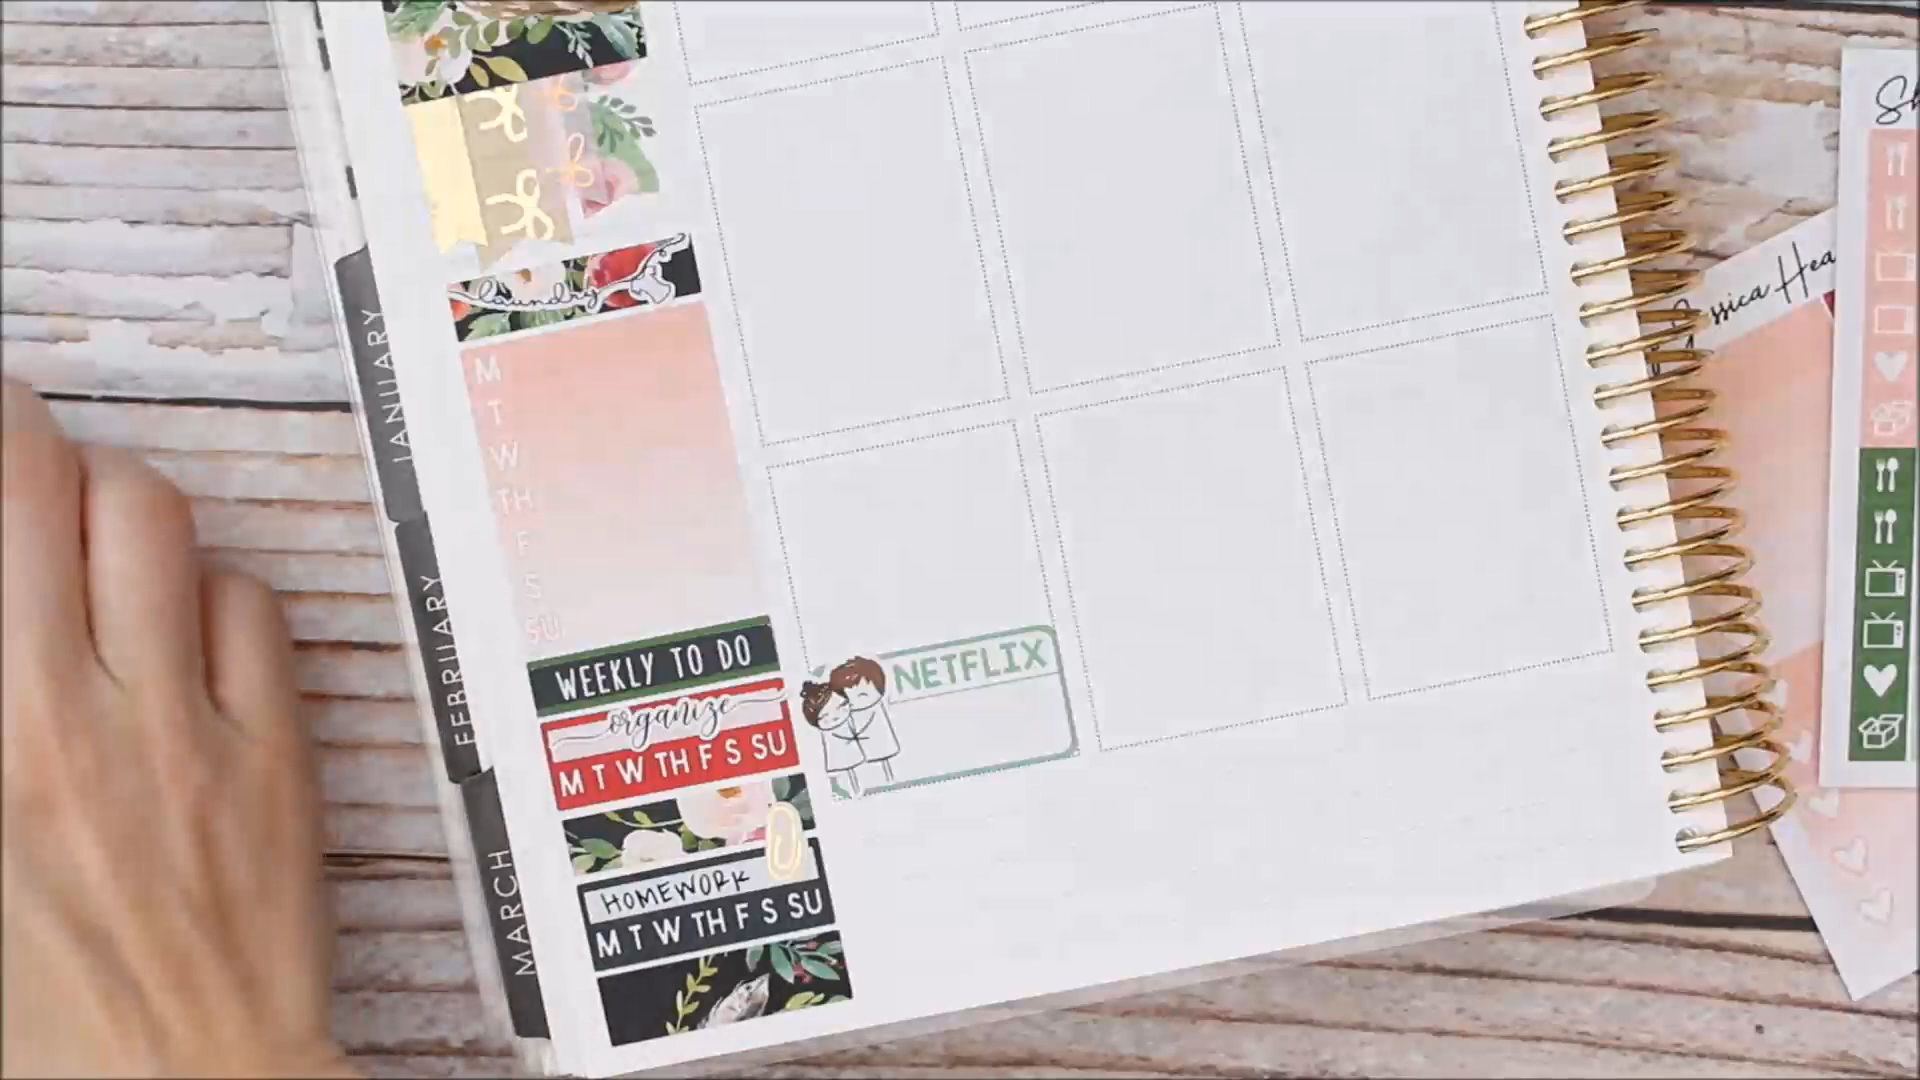 laundry
M
T
W
TH
F
S
SU
WEEKLY TO DO
organize
M T W TH F S SU
HOMEWORK
M T W TH F S SU
NETFLIX
JANUARY
FEBRUARY
MARCH